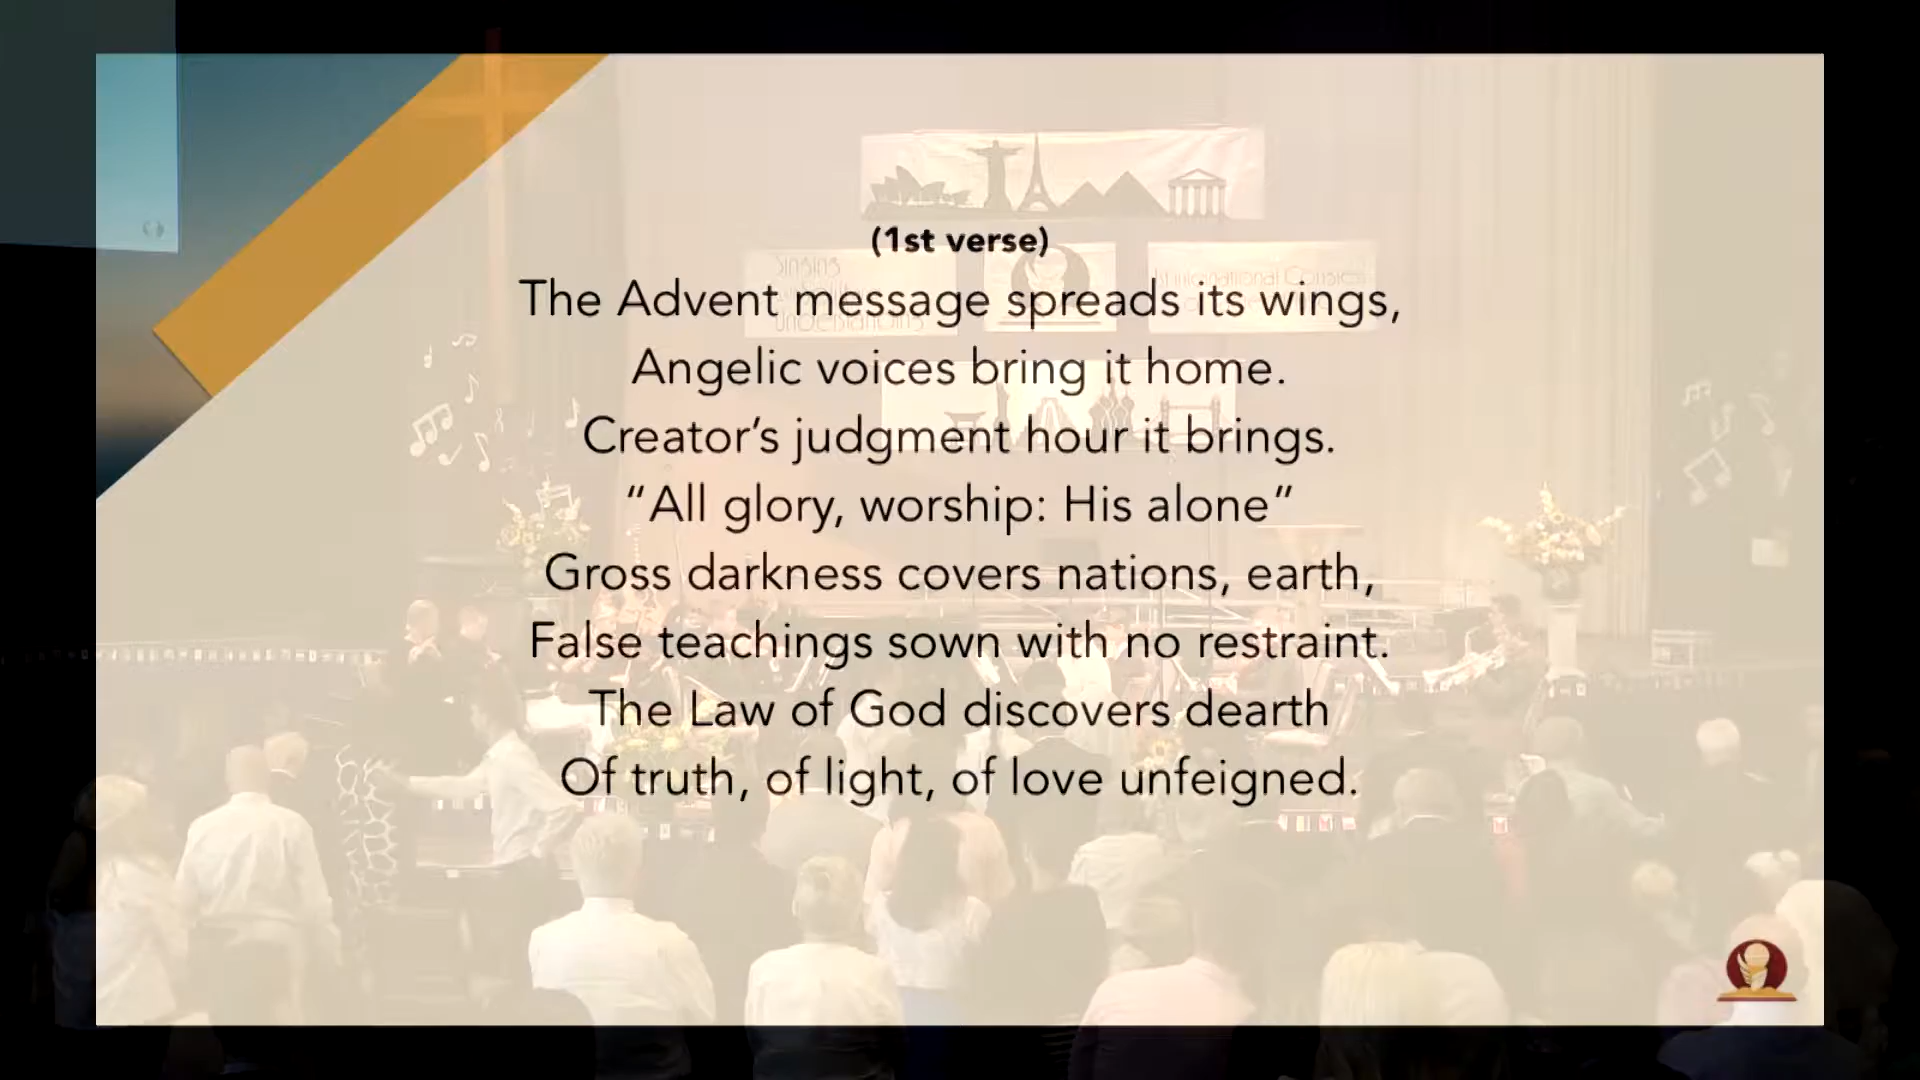 (1st verse)
The Advent message spreads its wings,
Angelic voices bring it home.
Creator’s judgment hour it brings.
“All glory, worship: His alone”
Gross darkness covers nations, earth,
False teachings sown with no restraint.
The Law of God discovers dearth
Of truth, of light, of love unfeigned.
Singing
Understanding